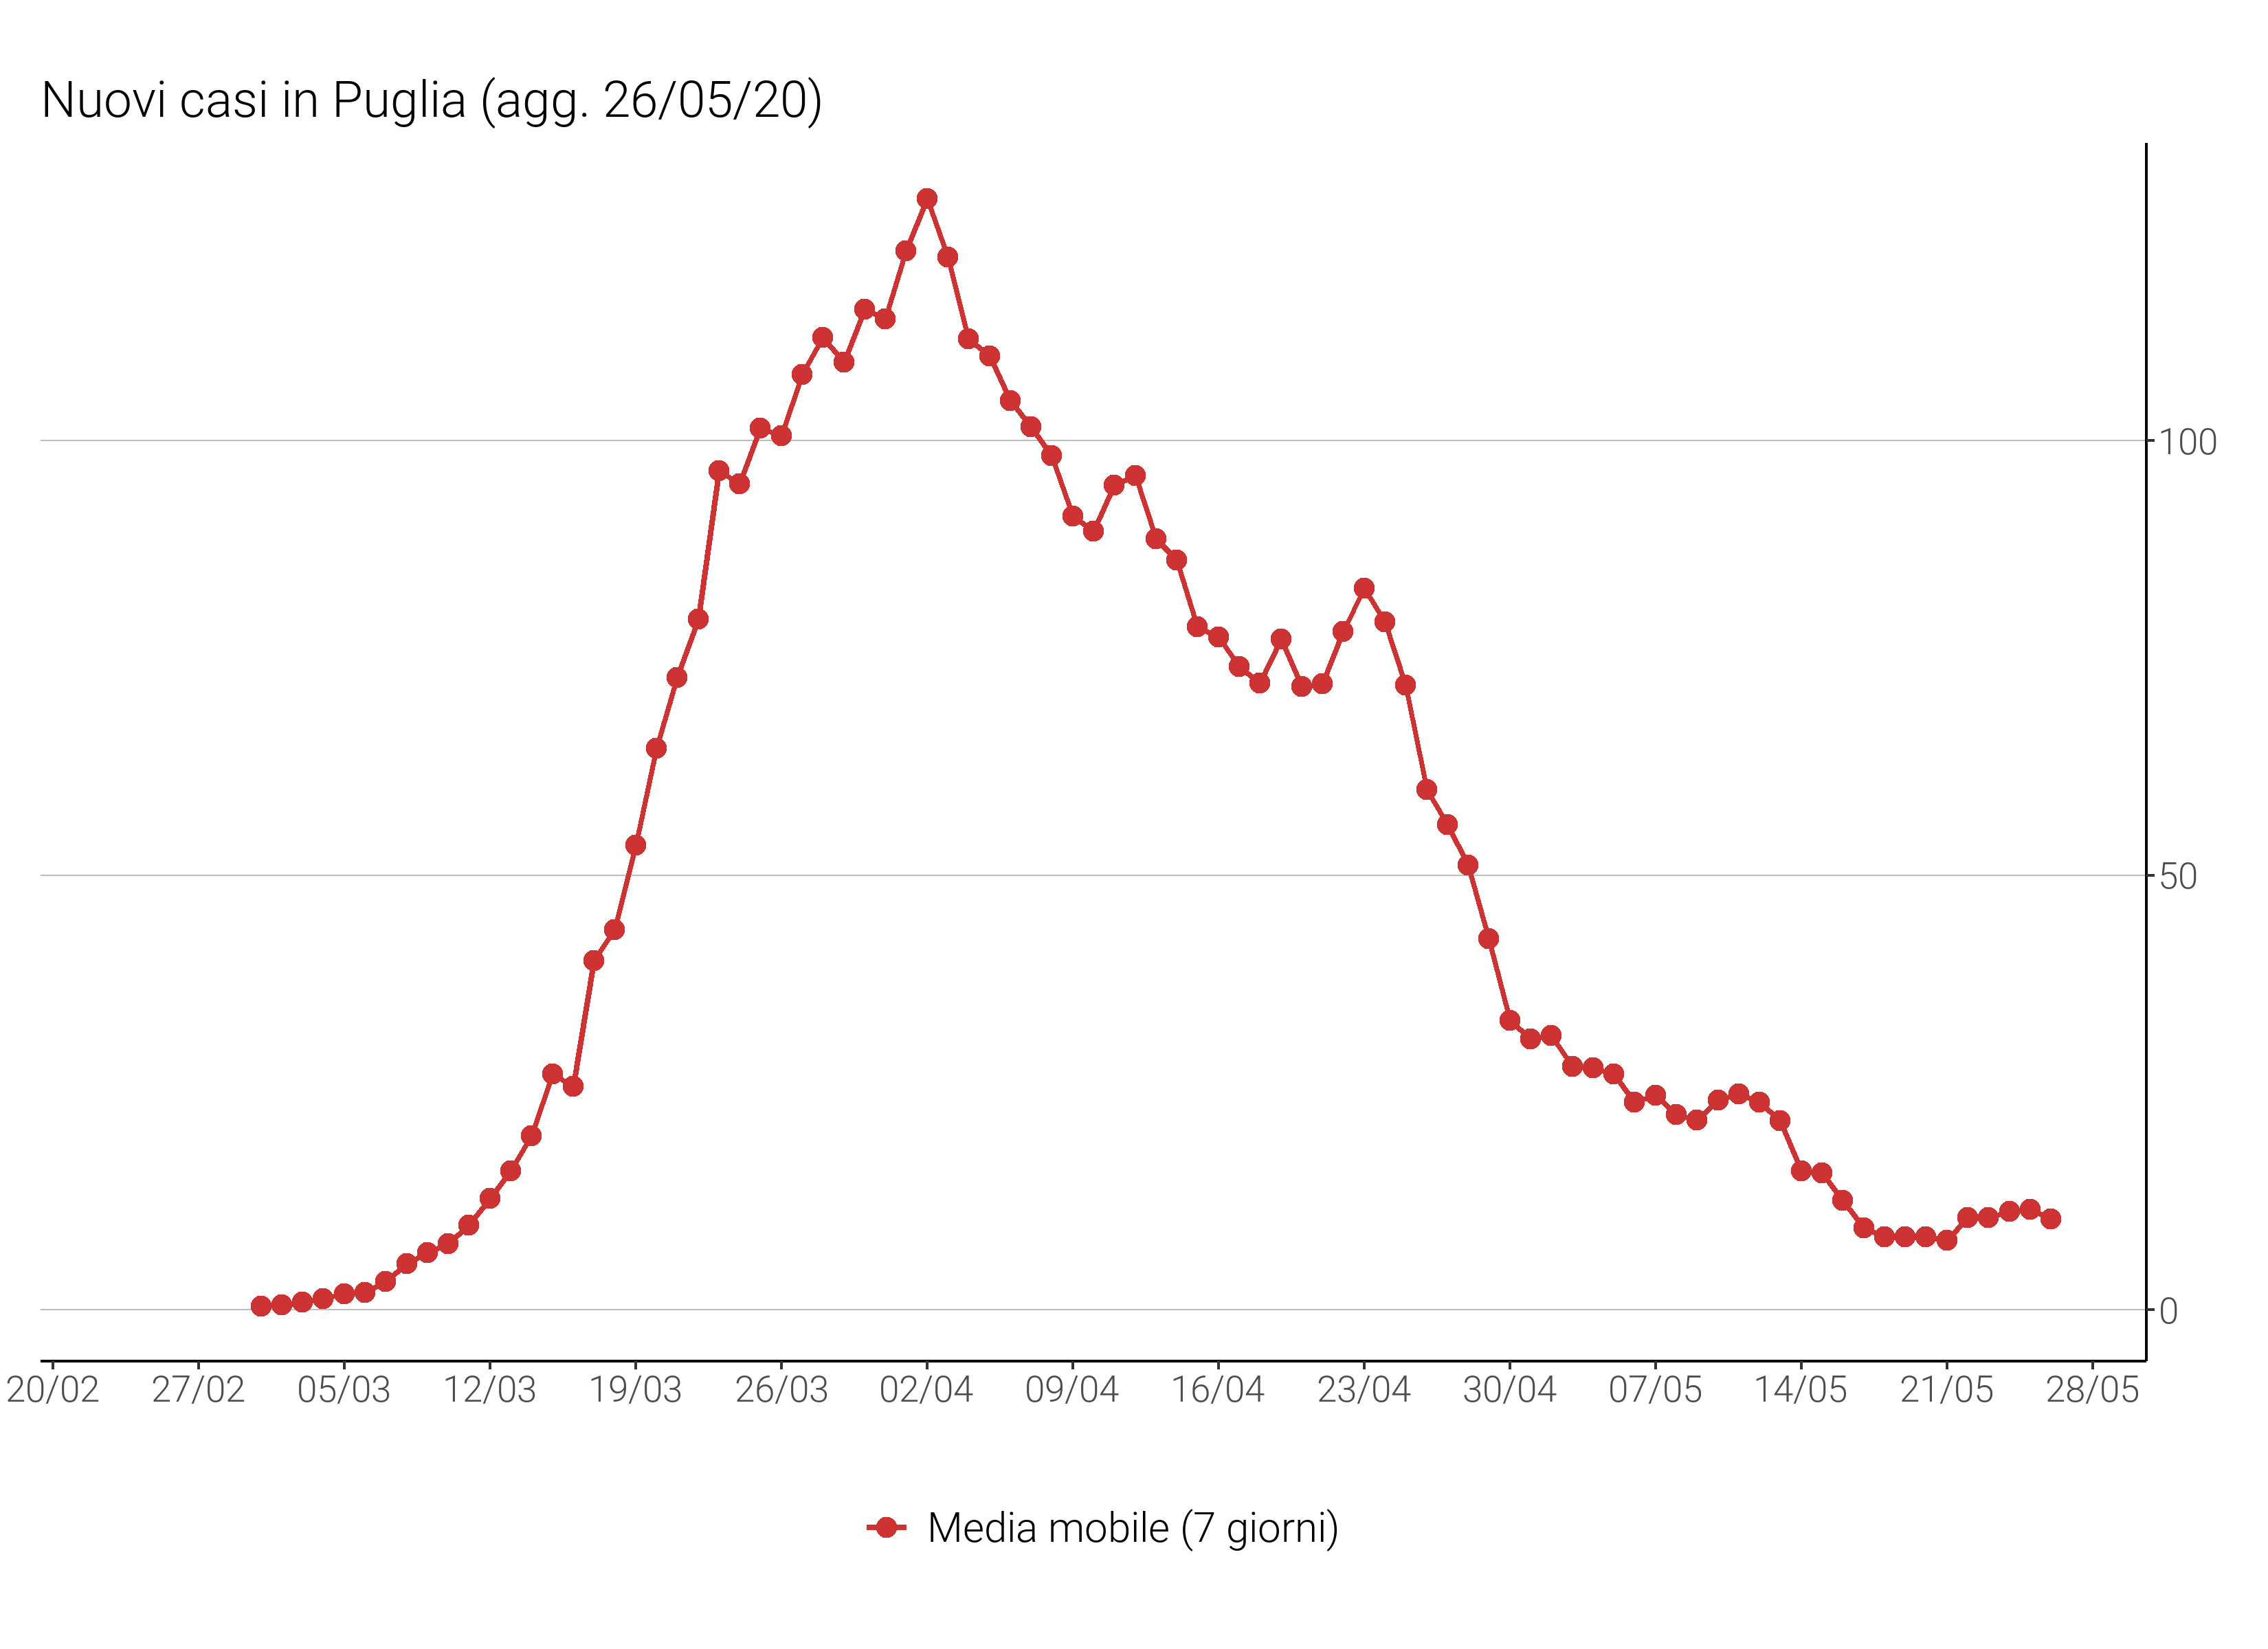 Nuovi casi in Puglia (agg. 26/05/20)
100
50
0
20/02 27/02 05/03 12/03 19/03 26/03 02/04 09/04 16/04 23/04 30/04 07/05 14/05 21/05 28/05
Media mobile (7 giorni)